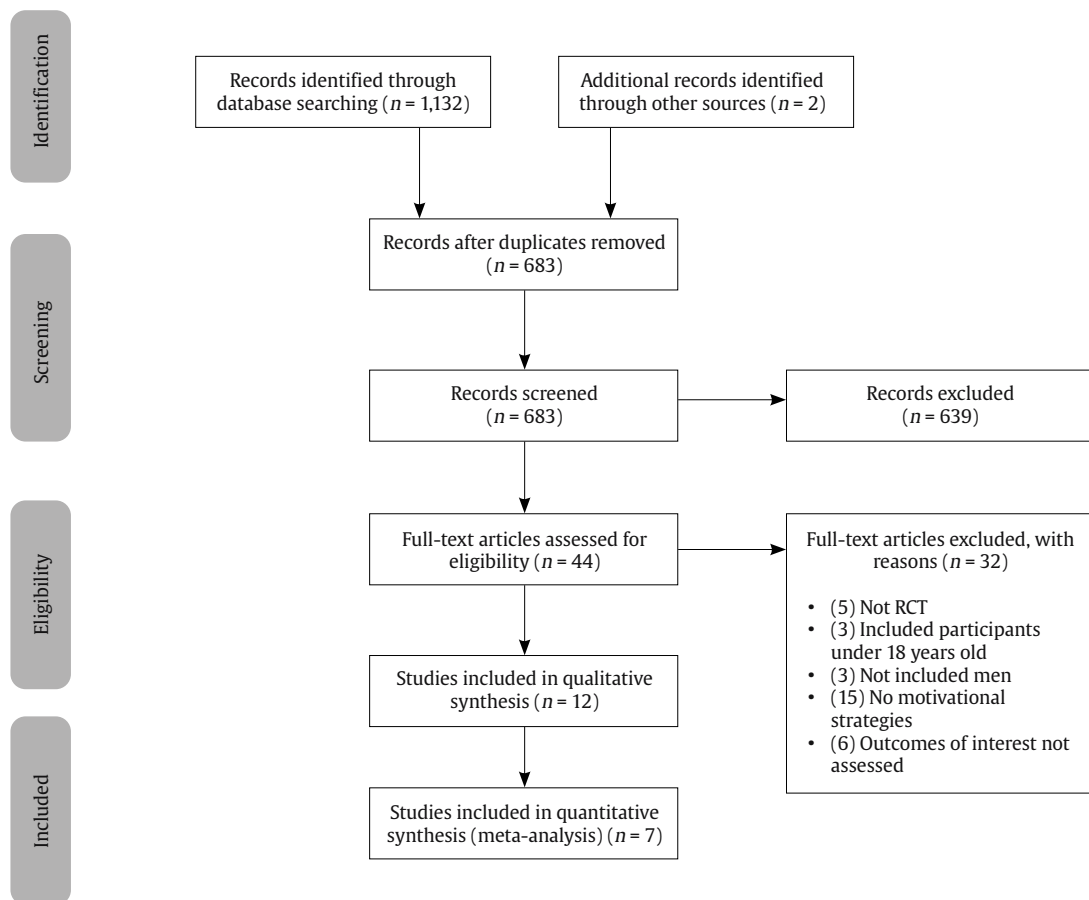 Identification
Records identified through
database searching (n = 1,132)
Additional records identified
through other sources (n = 2)
Screening
Records after duplicates removed
(n = 683)
Records screened
(n = 683)
Records excluded
(n = 639)
Eligibility
Full-text articles assessed for
eligibility (n = 44)
Full-text articles excluded, with
reasons (n = 32)
• (5) Not RCT
• (3) Included participants
under 18 years old
• (3) Not included men
• (15) No motivational
strategies
• (6) Outcomes of interest not
assessed
Studies included in qualitative
synthesis (n = 12)
Included
Studies included in quantitative
synthesis (meta-analysis) (n = 7)